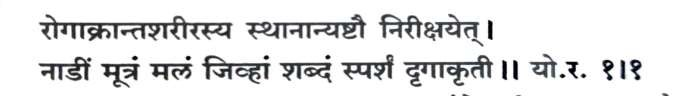 रोगाक्रान्तशरीरस्य स्थानान्यष्टौ निरीक्षयेत्।
नाडीं मूत्रं मलं जिव्हां शब्दं स्पर्शं दृगाकृती।। यो.र. १।१